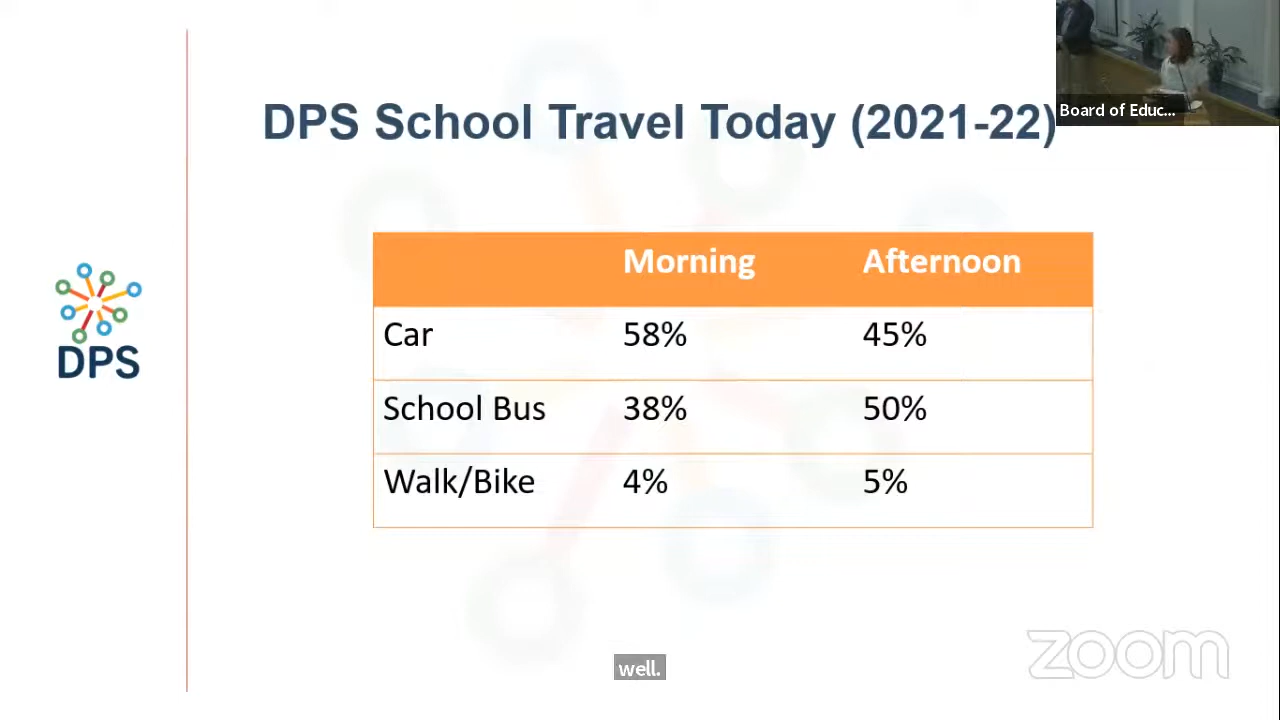 DPS School Travel Today (2021-22)
Board of Educ...
DPS
Morning Afternoon
Car 58% 45%
School Bus 38% 50%
Walk/Bike 4% 5%
well.
zoom